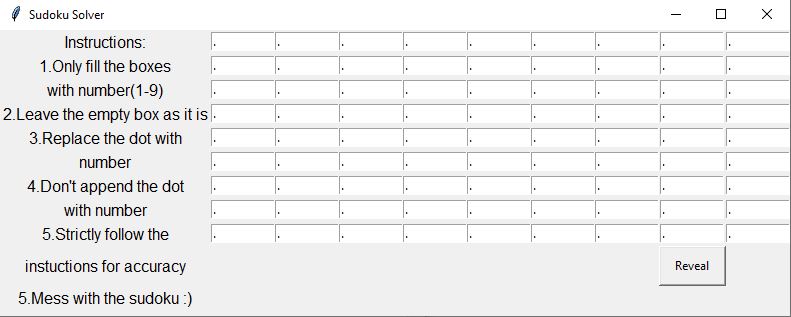 Sudoku Solver
Instructions: . . . . . . . . .
1.Only fill the boxes . . . . . . . . .
with number(1-9) . . . . . . . . .
2.Leave the empty box as it is . . . . . . . . .
3.Replace the dot with . . . . . . . . .
number . . . . . . . . .
4.Don't append the dot . . . . . . . . .
with number . . . . . . . . .
5.Strictly follow the . . . . . . . . .
instuctions for accuracy Reveal
5.Mess with the sudoku :)